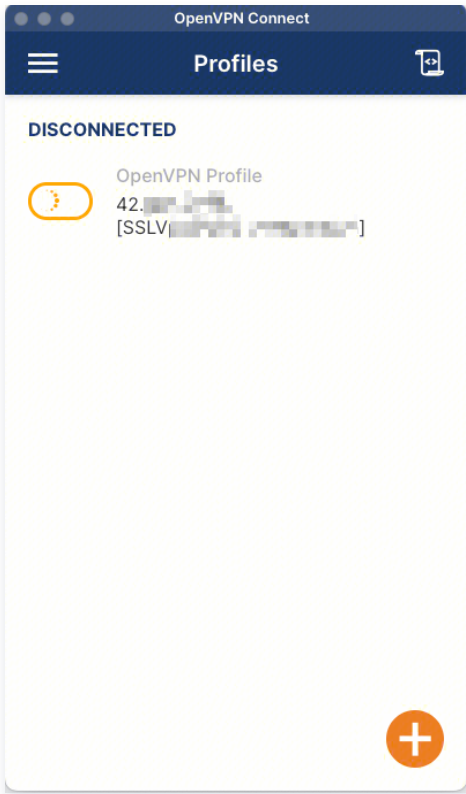 OpenVPN Connect
Profiles
DISCONNECTED
OpenVPN Profile
42.
[SSLV ]